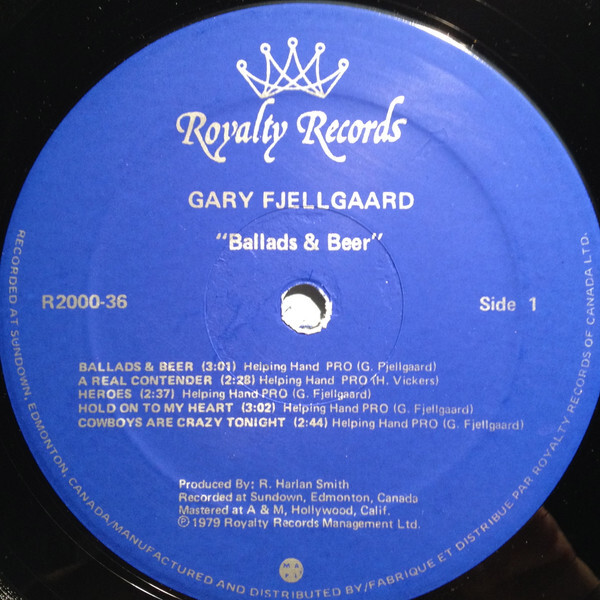 Royalty Records
GARY FJELLGAARD
"Ballads & Beer"
R2000-36
Side 1
BALLADS & BEER (3:01) Helping Hand PRO (G. Fjellgaard)
A REAL CONTENDER (2:28) Helping Hand PRO (H. Vickers)
HEROES (2:37) Helping Hand PRO (G. Fjellgaard)
HOLD ON TO MY HEART (3:02) Helping Hand PRO (G. Fjellgaard)
COWBOYS ARE CRAZY TONIGHT (2:44) Helping Hand PRO (G. Fjellgaard)
Produced By: R. Harlan Smith
Recorded at Sundown, Edmonton, Canada
Mastered at A & M, Hollywood, Calif.
℗ 1979 Royalty Records Management Ltd.
MAPL
RECORDED AT SUNDOWN, EDMONTON, CANADA/MANUFACTURED AND DISTRIBUTED BY/FABRIQUE ET DISTRIBUE PAR ROYALTY RECORDS OF CANADA LTD.